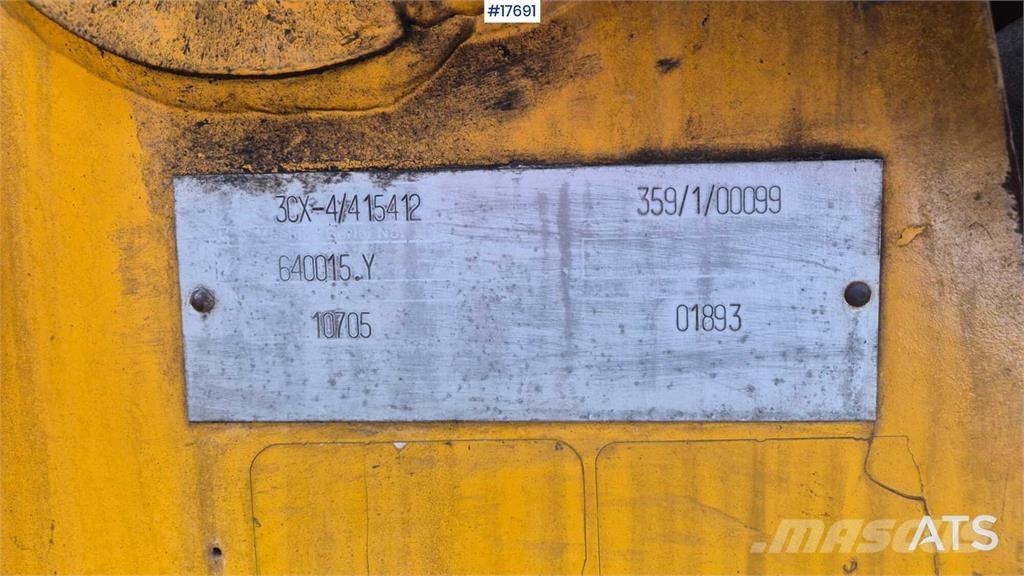 #17691
3CX-4/415412 359/1/00099
640015.Y
10705 01893
MASCUS
ATS